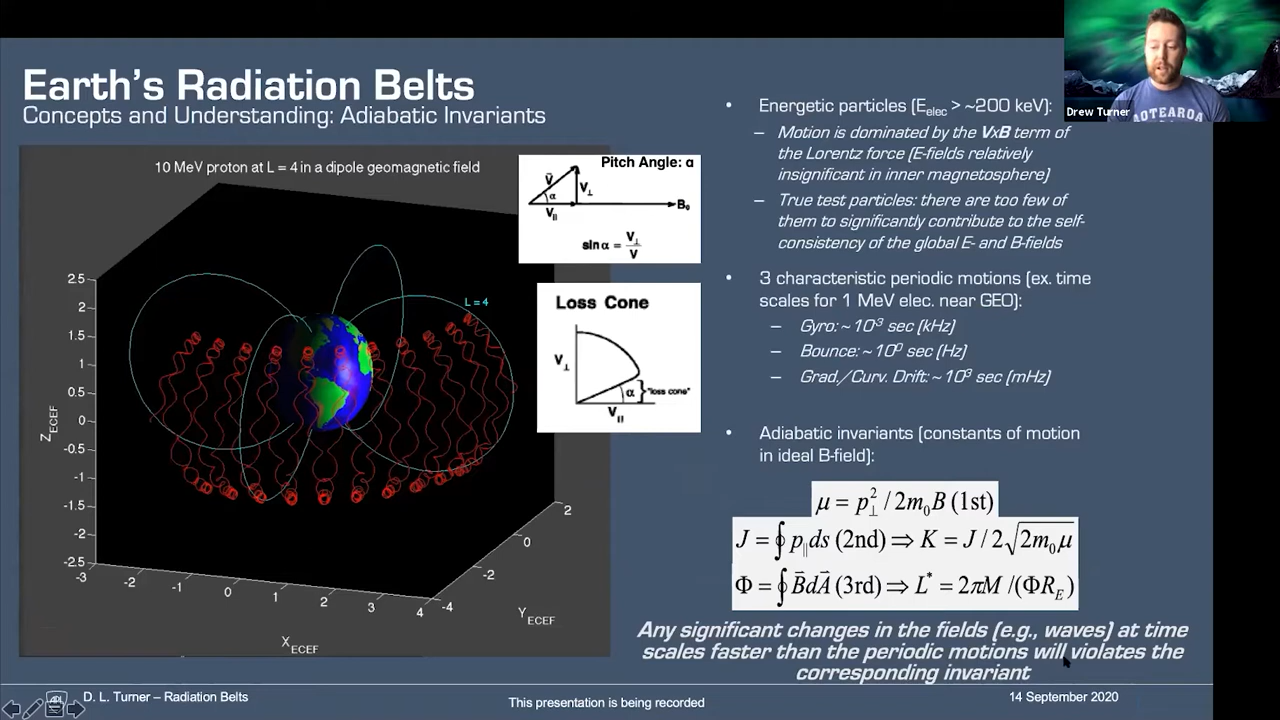 Earth's Radiation Belts
Concepts and Understanding: Adiabatic Invariants
10 MeV proton at L = 4 in a dipole geomagnetic field
L = 4
2.5
2
1.5
1
0.5
0
-0.5
-1
-1.5
-2
-2.5
Z_ECEF
-3
-2
-1
0
1
2
3
4
X_ECEF
-4
-2
0
2
Y_ECEF
Pitch Angle: α
V⃗
α
V⊥
V||
B₀
sin α = V⊥ / V
Loss Cone
V⊥
α
"loss cone"
V||
Drew Turner
AOTEAROA
• Energetic particles (E_elec > ~200 keV):
– Motion is dominated by the VxB term of
the Lorentz force (E-fields relatively
insignificant in inner magnetosphere)
– True test particles: there are too few of
them to significantly contribute to the self-
consistency of the global E- and B-fields
• 3 characteristic periodic motions (ex. time
scales for 1 MeV elec. near GEO):
– Gyro: ~10⁻³ sec (kHz)
– Bounce: ~10⁰ sec (Hz)
– Grad./Curv. Drift: ~10³ sec (mHz)
• Adiabatic invariants (constants of motion
in ideal B-field):
μ = p⊥² / 2m₀B (1st)
J = ∮ p||ds (2nd) ⇒ K = J / 2√(2m₀μ)
Φ = ∮ B⃗dA⃗ (3rd) ⇒ L* = 2πM /(ΦR_E)
Any significant changes in the fields (e.g., waves) at time
scales faster than the periodic motions will violates the
corresponding invariant
APL
D. L. Turner – Radiation Belts
This presentation is being recorded
14 September 2020